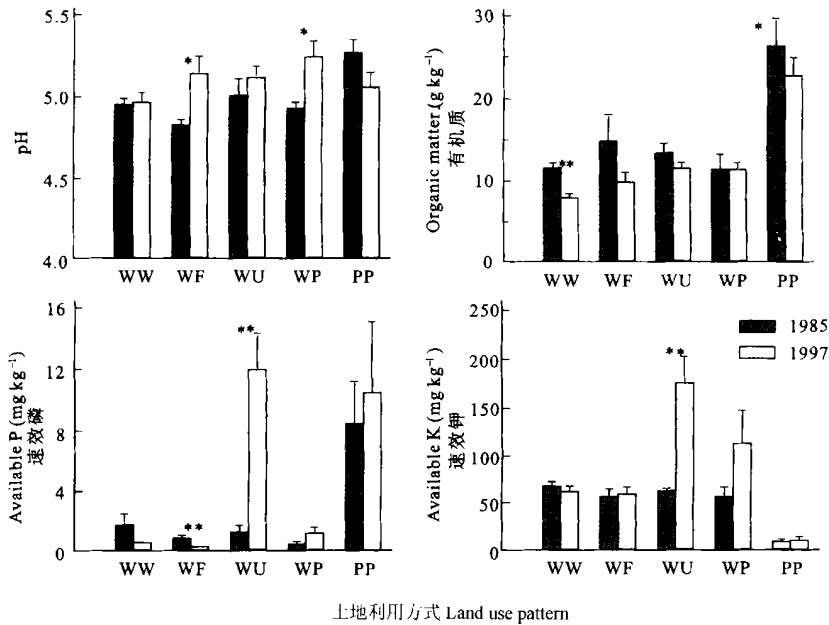 5.5
5.0
4.5
4.0
pH
*
*
WW WF WU WP PP
30
20
10
0
Organic matter (g kg⁻¹)
有机质
**
*
WW WF WU WP PP
16
12
8
4
0
Available P (mg kg⁻¹)
速效磷
**
**
WW WF WU WP PP
250
200
150
100
50
0
Available K (mg kg⁻¹)
速效钾
**
1985
1997
WW WF WU WP PP
土地利用方式 Land use pattern